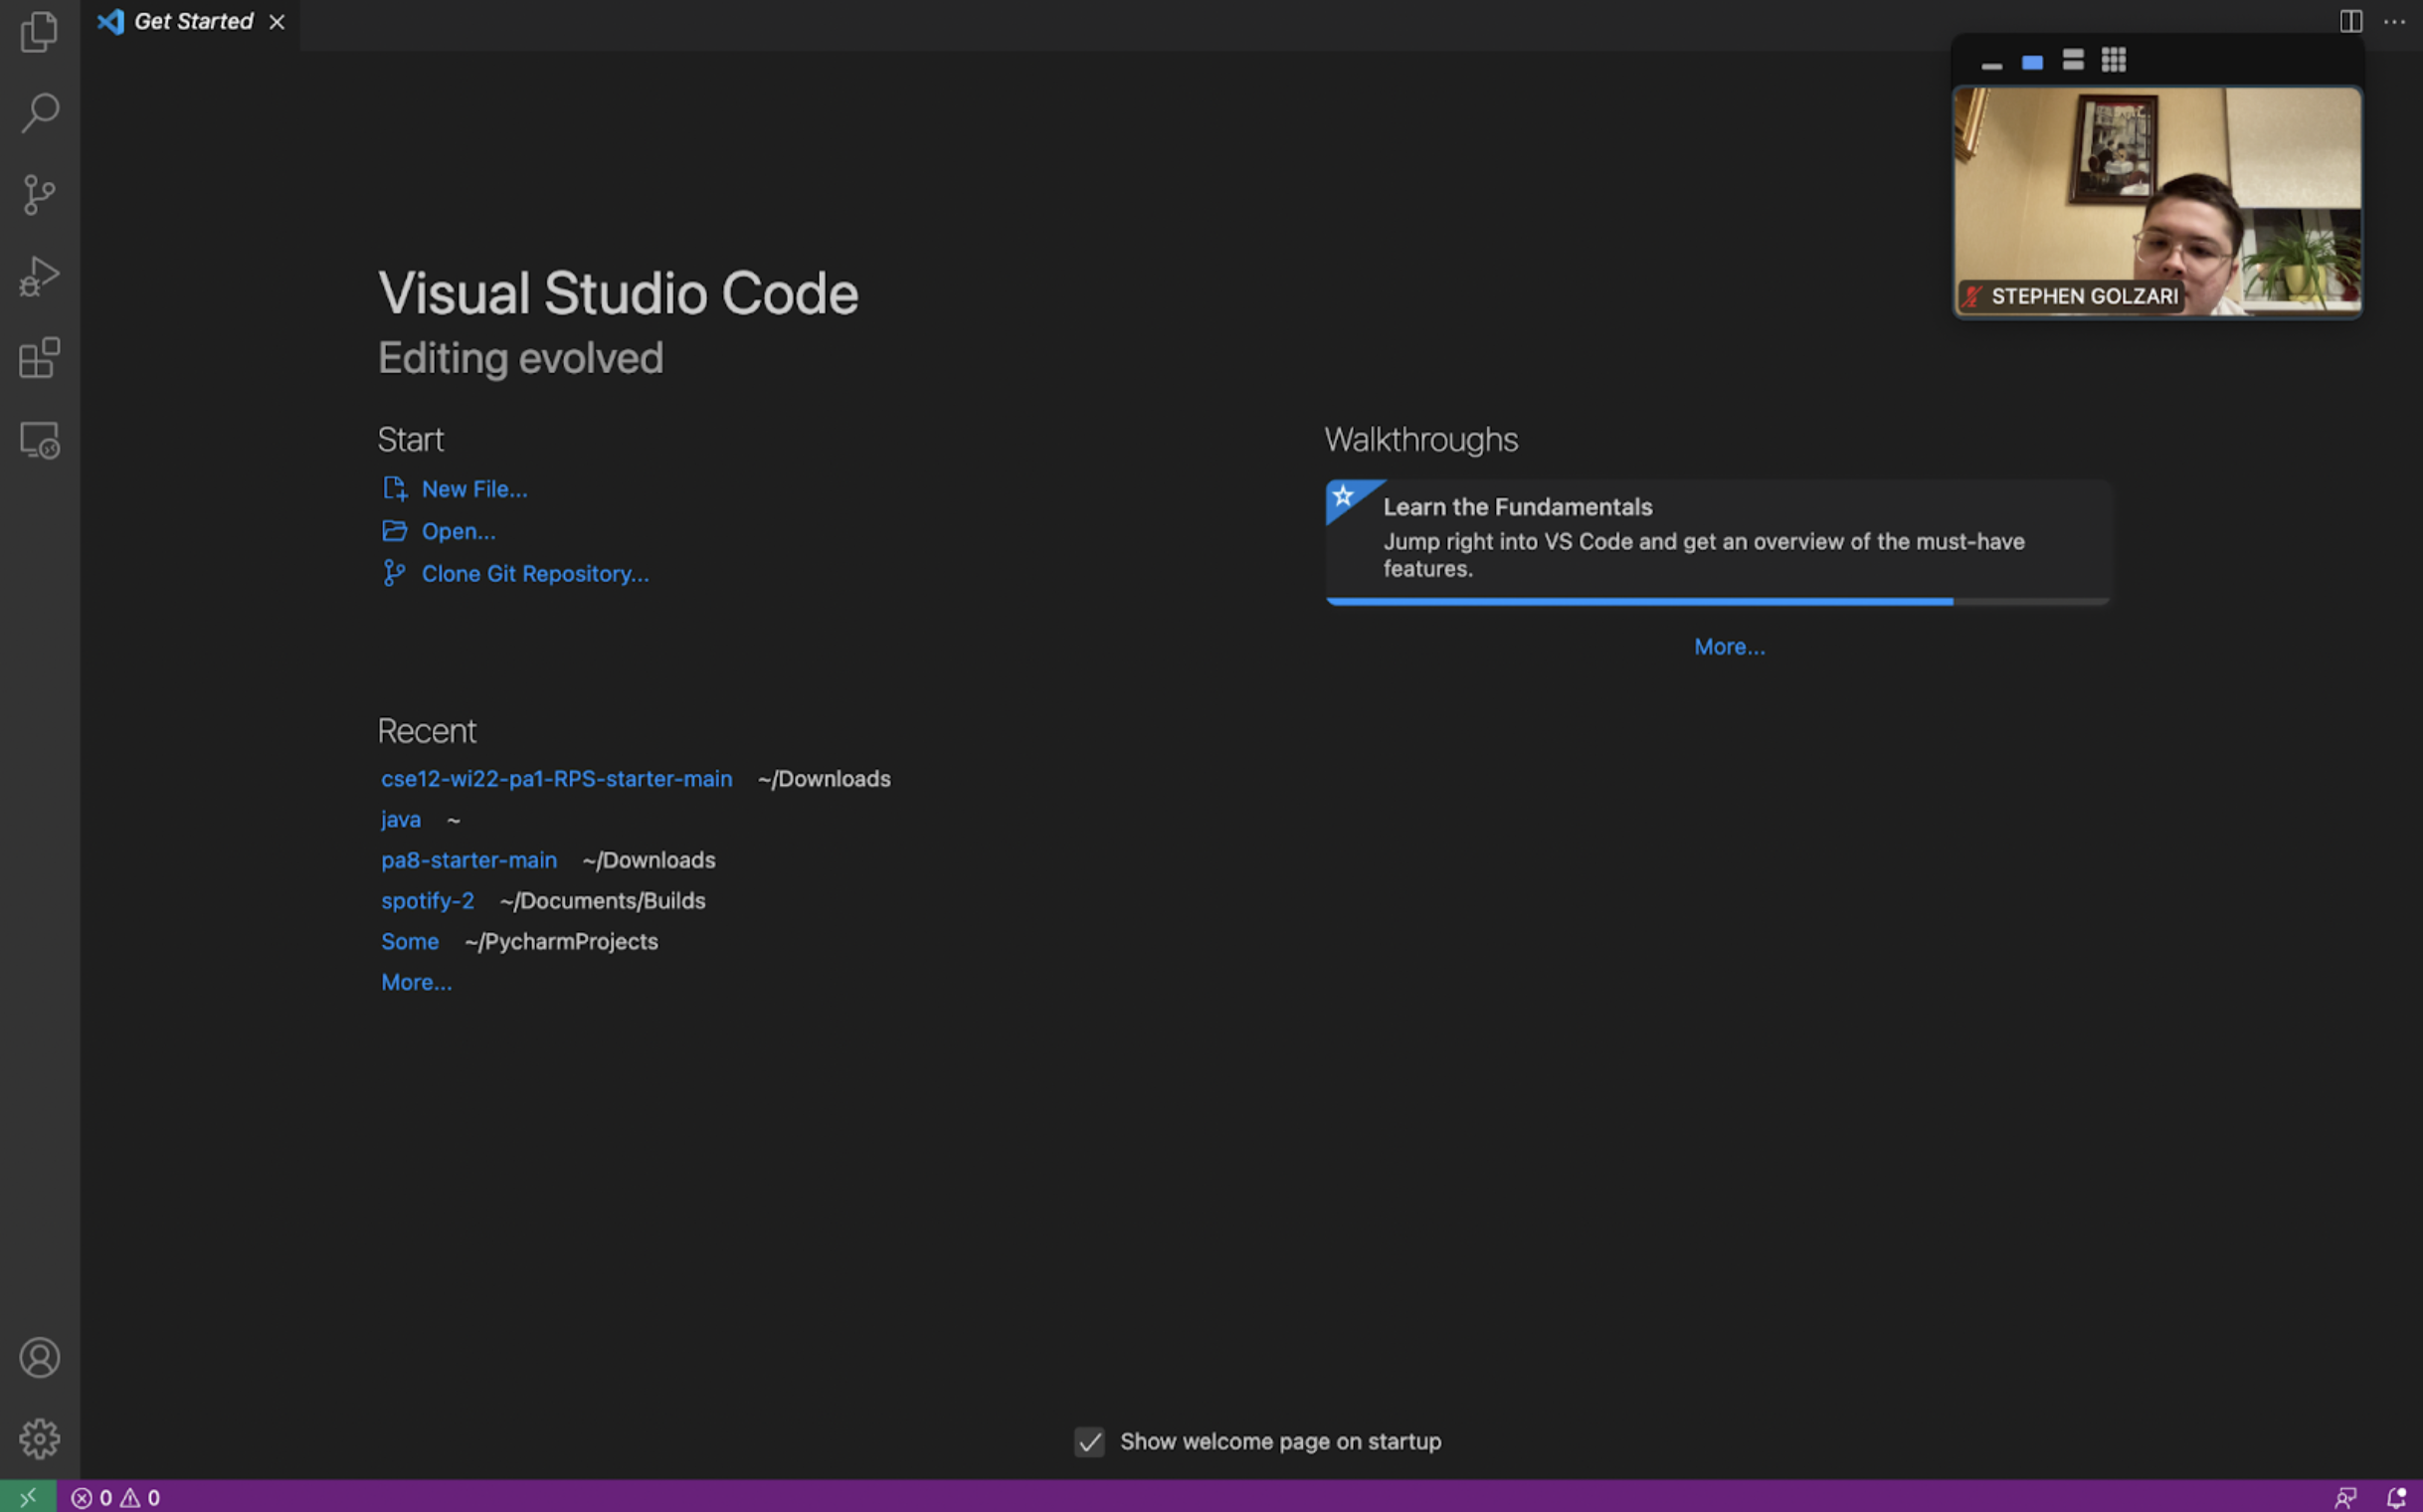 Get Started
STEPHEN GOLZARI
Visual Studio Code
Editing evolved
Start
New File...
Open...
Clone Git Repository...
Walkthroughs
Learn the Fundamentals
Jump right into VS Code and get an overview of the must-have
features.
More...
Recent
cse12-wi22-pa1-RPS-starter-main ~/Downloads
java ~
pa8-starter-main ~/Downloads
spotify-2 ~/Documents/Builds
Some ~/PycharmProjects
More...
Show welcome page on startup
0 0